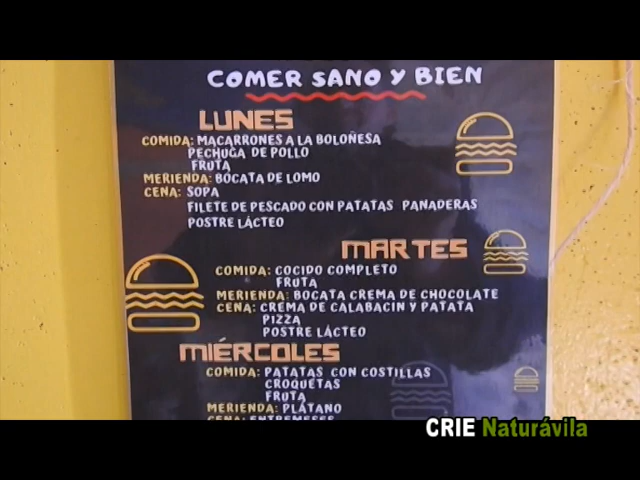 COMER SANO Y BIEN
LUNES
COMIDA: MACARRONES A LA BOLOÑESA
PECHUGA DE POLLO
FRUTA
MERIENDA: BOCATA DE LOMO
CENA: SOPA
FILETE DE PESCADO CON PATATAS PANADERAS
POSTRE LÁCTEO
MARTES
COMIDA: COCIDO COMPLETO
FRUTA
MERIENDA: BOCATA CREMA DE CHOCOLATE
CENA: CREMA DE CALABACIN Y PATATA
PIZZA
POSTRE LÁCTEO
MIÉRCOLES
COMIDA: PATATAS CON COSTILLAS
CROQUETAS
FRUTA
MERIENDA: PLÁTANO
CENA: ENTREMESES
CRIE Naturávila